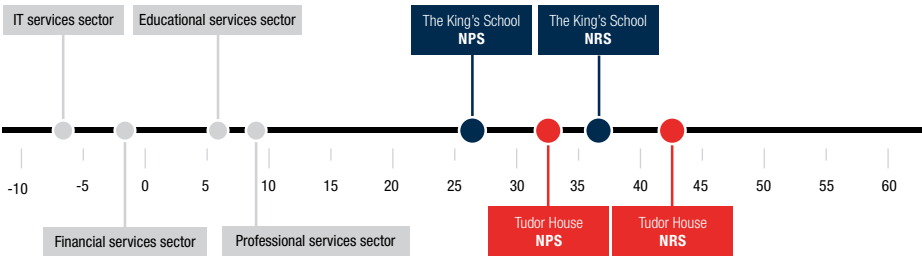 IT services sector
Educational services sector
The King's School
NPS
The King's School
NRS
-10
-5
0
5
10
15
20
25
30
35
40
45
50
55
60
Financial services sector
Professional services sector
Tudor House
NPS
Tudor House
NRS